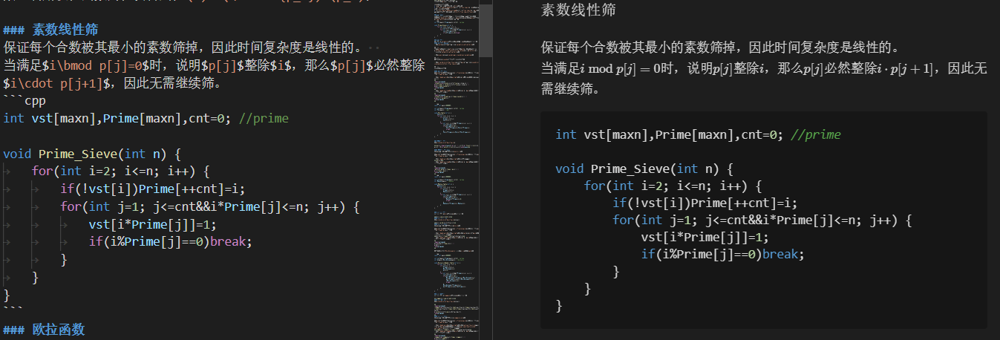 ### 素数线性筛
保证每个合数被其最小的素数筛掉，因此时间复杂度是线性的。
当满足$i\bmod p[j]=0$时，说明$p[j]$整除$i$，那么$p[j]$必然整除
$i\cdot p[j+1]$，因此无需继续筛。
```cpp
int vst[maxn],Prime[maxn],cnt=0; //prime
void Prime_Sieve(int n) {
for(int i=2; i<=n; i++) {
if(!vst[i])Prime[++cnt]=i;
for(int j=1; j<=cnt&&i*Prime[j]<=n; j++) {
vst[i*Prime[j]]=1;
if(i%Prime[j]==0)break;
}
}
}
```
### 欧拉函数
素数线性筛
保证每个合数被其最小的素数筛掉，因此时间复杂度是线性的。
当满足i mod p[j] = 0时，说明p[j]整除i，那么p[j]必然整除i · p[j + 1]，因此无
需继续筛。
int vst[maxn],Prime[maxn],cnt=0; //prime
void Prime_Sieve(int n) {
for(int i=2; i<=n; i++) {
if(!vst[i])Prime[++cnt]=i;
for(int j=1; j<=cnt&&i*Prime[j]<=n; j++) {
vst[i*Prime[j]]=1;
if(i%Prime[j]==0)break;
}
}
}